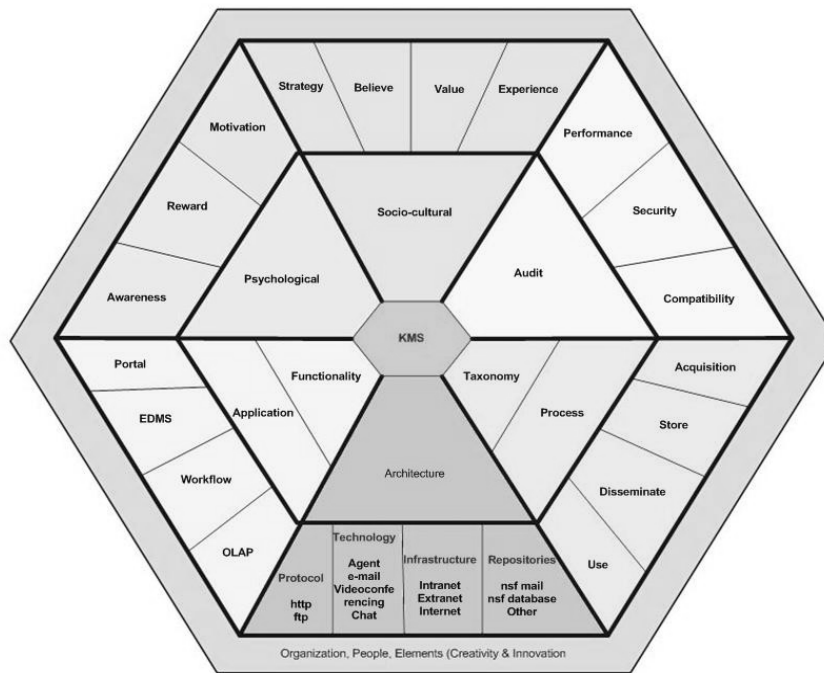 Strategy
Believe
Value
Experience
Motivation
Performance
Reward
Socio-cultural
Security
Psychological
Audit
Awareness
Compatibility
KMS
Portal
Functionality
Taxonomy
Acquisition
EDMS
Application
Process
Store
Workflow
Architecture
Disseminate
OLAP
Use
Protocol
http
ftp
Technology
Agent
e-mail
Videoconfe
rencing
Chat
Infrastructure
Intranet
Extranet
Internet
Repositories
nsf mail
nsf database
Other
Organization, People, Elements (Creativity & Innovation